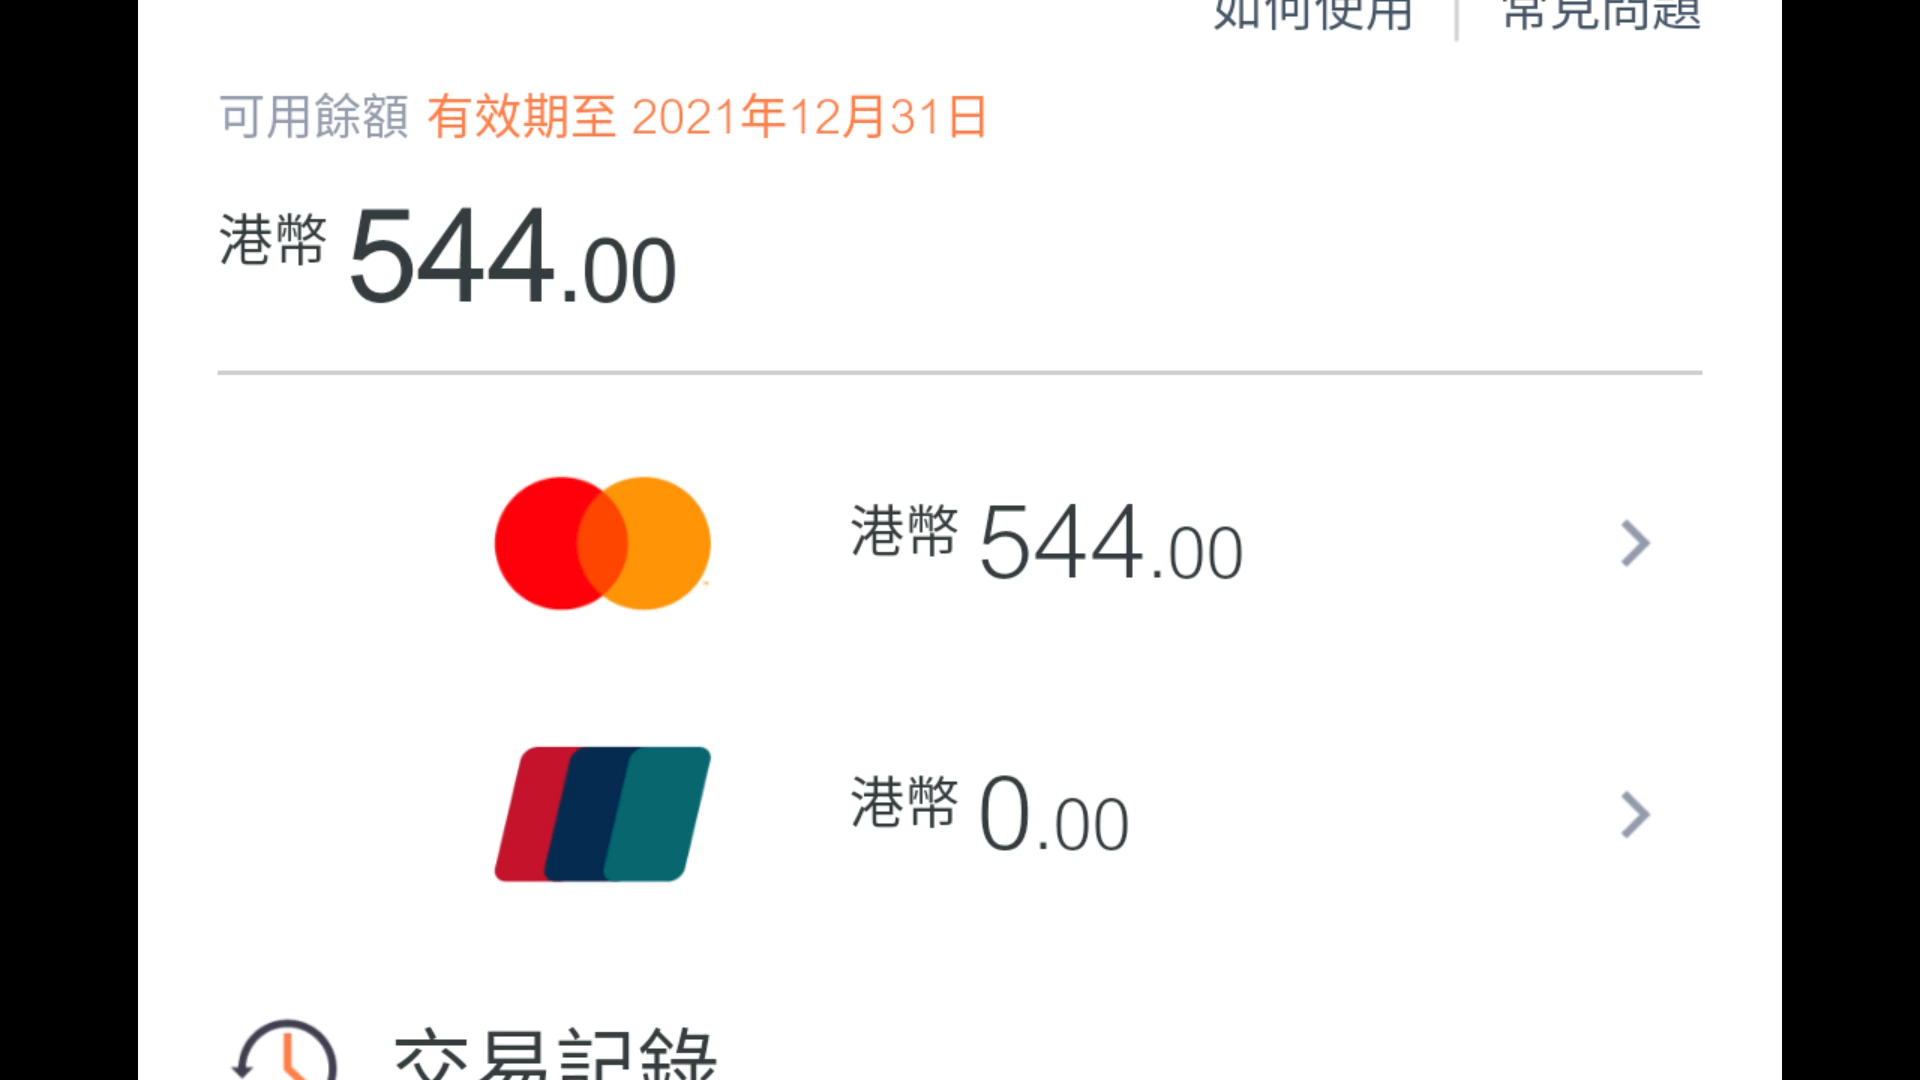 如何使用 | 常見問題
可用餘額 有效期至 2021年12月31日
港幣 544.00
港幣 544.00
港幣 0.00
交易記錄